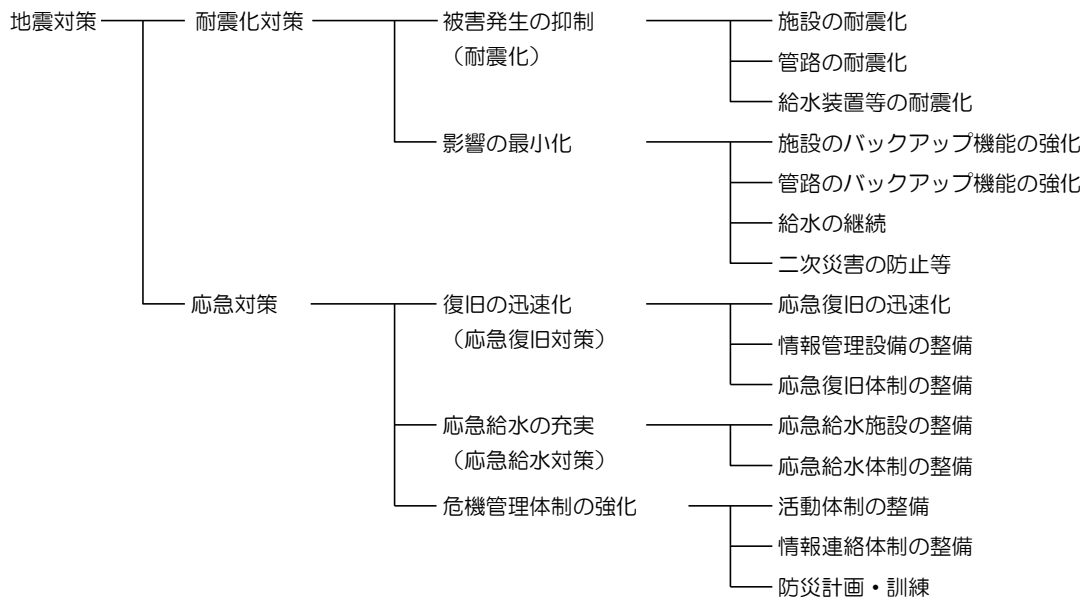 地震対策 耐震化対策 被害発生の抑制 施設の耐震化
（耐震化） 管路の耐震化
給水装置等の耐震化
影響の最小化 施設のバックアップ機能の強化
管路のバックアップ機能の強化
給水の継続
二次災害の防止等
応急対策 復旧の迅速化 応急復旧の迅速化
（応急復旧対策） 情報管理設備の整備
応急復旧体制の整備
応急給水の充実 応急給水施設の整備
（応急給水対策） 応急給水体制の整備
危機管理体制の強化 活動体制の整備
情報連絡体制の整備
防災計画・訓練